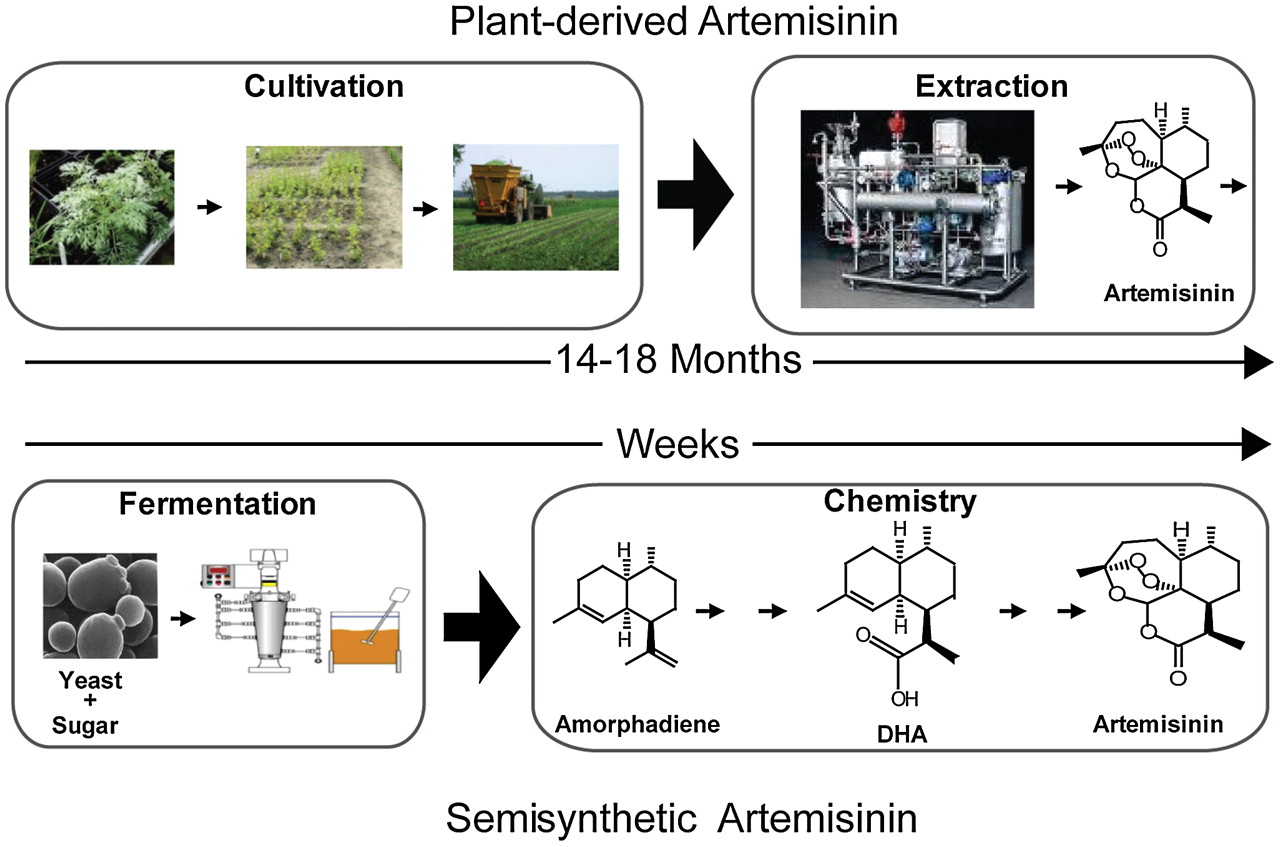 Plant-derived Artemisinin
Cultivation
Extraction
H
O
O
O
O
O
Artemisinin
14-18 Months
Weeks
Fermentation
Yeast
+
Sugar
Chemistry
H
H
Amorphadiene
H
H
O
OH
DHA
H
O
O
O
O
O
Artemisinin
Semisynthetic Artemisinin